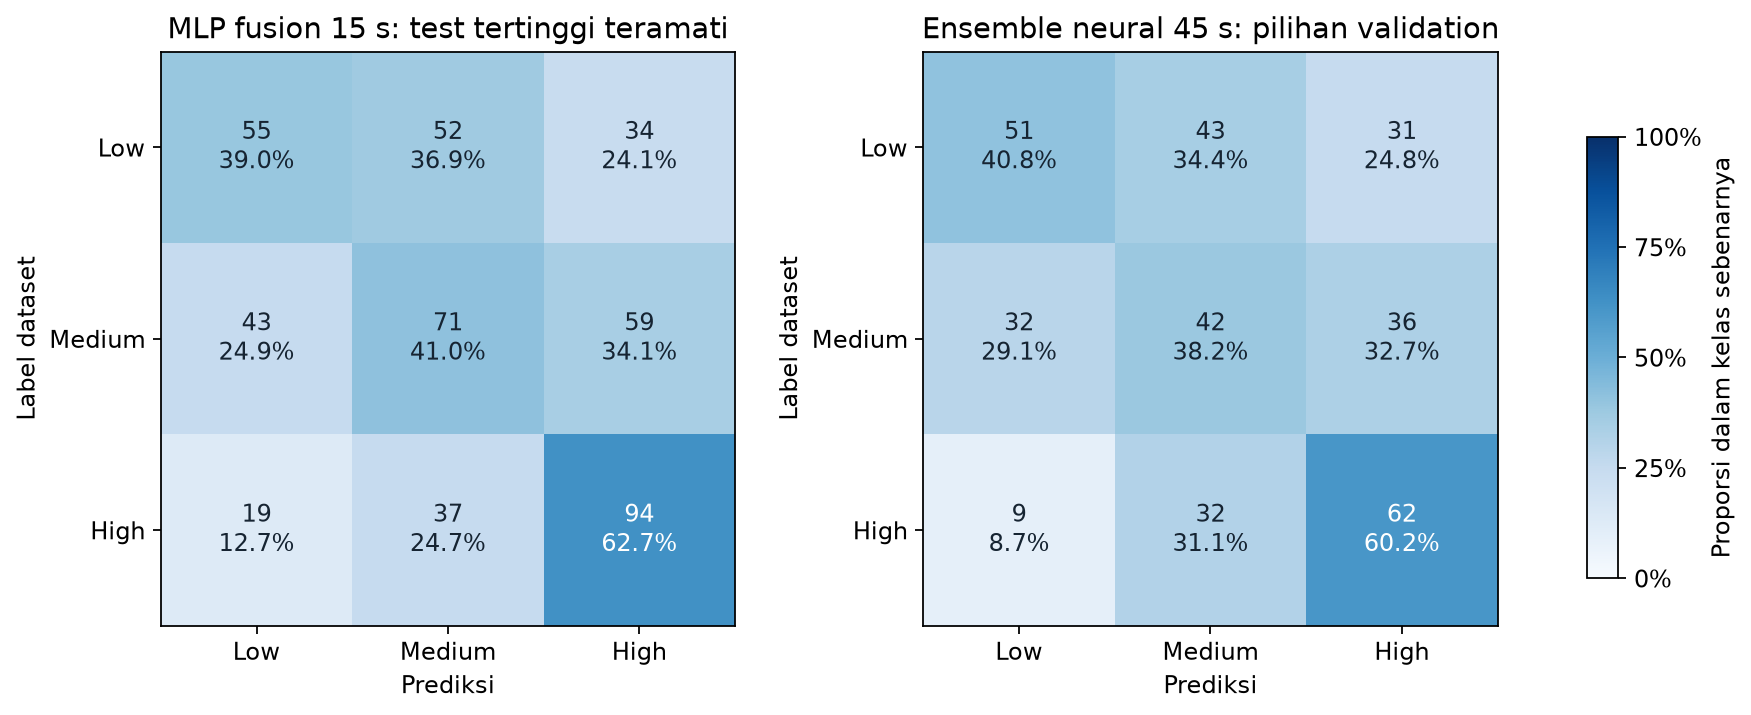 MLP fusion 15 s: test tertinggi teramati
Label dataset
Low
55
39.0%
52
36.9%
34
24.1%
Medium
43
24.9%
71
41.0%
59
34.1%
High
19
12.7%
37
24.7%
94
62.7%
Low
Medium
High
Prediksi
Ensemble neural 45 s: pilihan validation
Label dataset
Low
51
40.8%
43
34.4%
31
24.8%
Medium
32
29.1%
42
38.2%
36
32.7%
High
9
8.7%
32
31.1%
62
60.2%
Low
Medium
High
Prediksi
100%
75%
50%
25%
0%
Proporsi dalam kelas sebenarnya